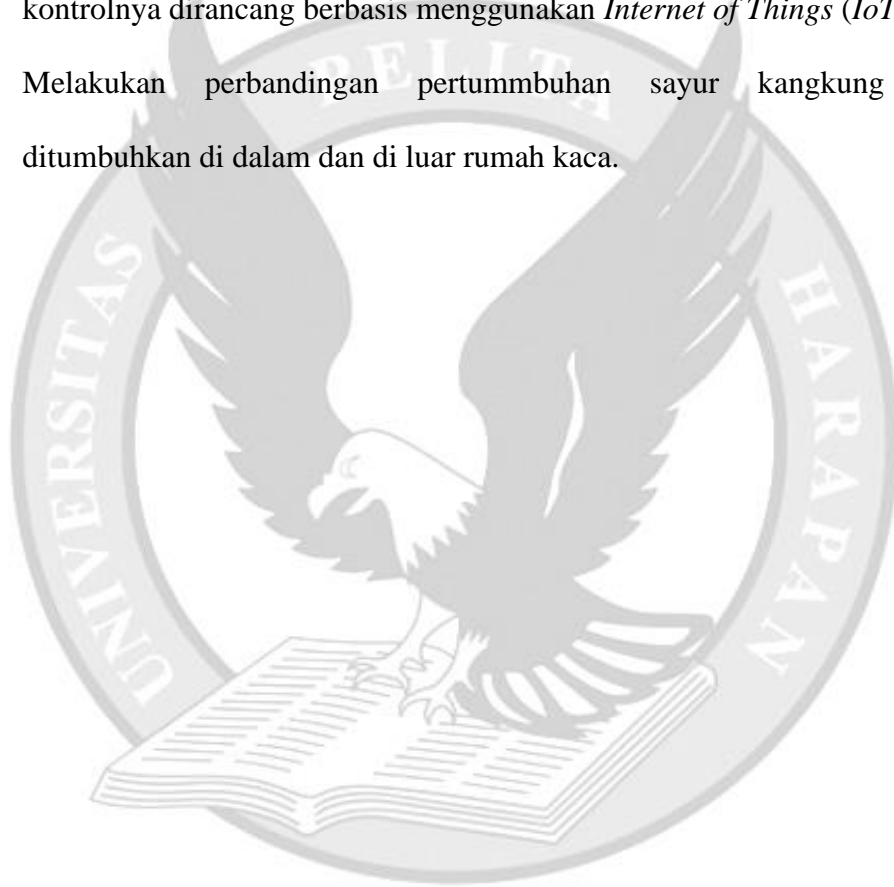 kontrolnya dirancang berbasis menggunakan Internet of Things (IoT
Melakukan perbandingan pertummbuhan sayur kangkung
ditumbuhkan di dalam dan di luar rumah kaca.
UNIVERSITAS PELITA HARAPAN